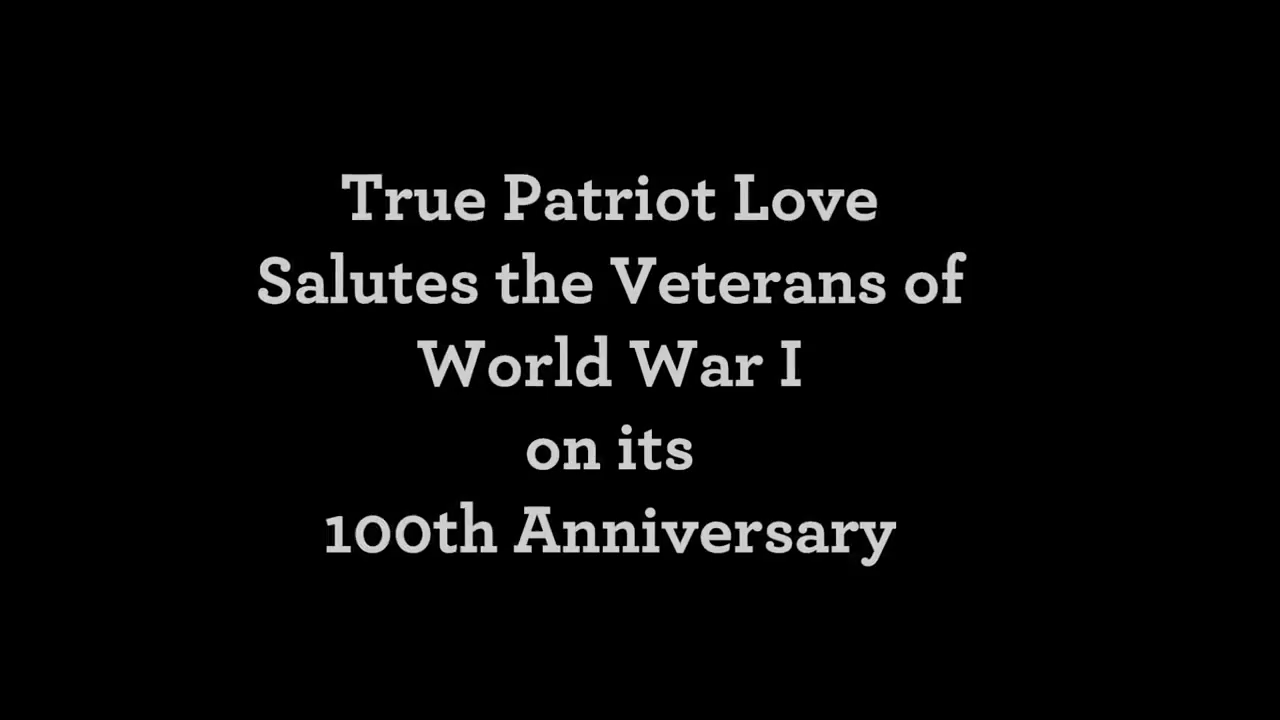 True Patriot Love
Salutes the Veterans of
World War I
on its
100th Anniversary